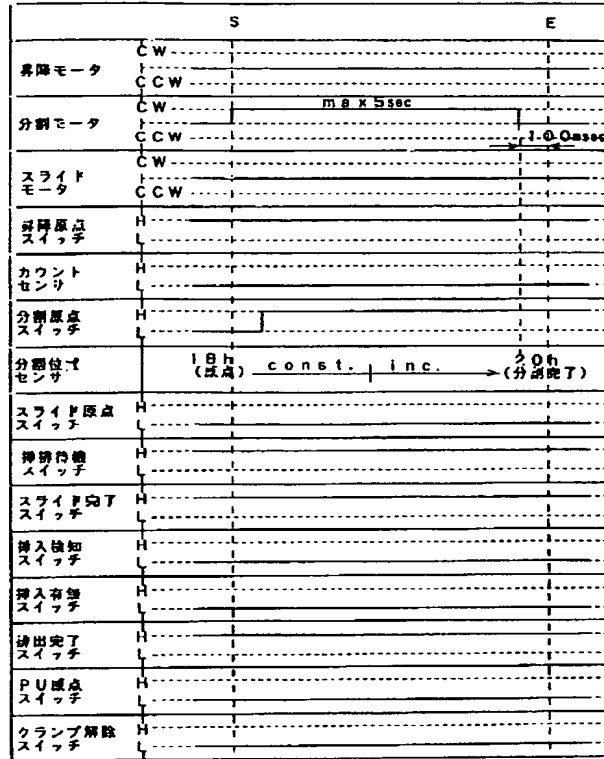 S E
昇降モータ CW
CCW
max 5sec
分割モータ CW
CCW
100msec
スライド
モータ
CW
CCW
昇降原点
スイッチ
H
L
カウント
センサ
H
L
分割原点
スイッチ
H
L
分割位置
センサ
18h
(原点)
const. inc.
20h
(分割完了)
スライド原点
スイッチ
H
L
挿排待機
スイッチ
H
L
スライド完了
スイッチ
H
L
挿入検知
スイッチ
H
L
挿入有無
スイッチ
H
L
排出完了
スイッチ
H
L
PU原点
スイッチ
H
L
クランプ解除
スイッチ
H
L